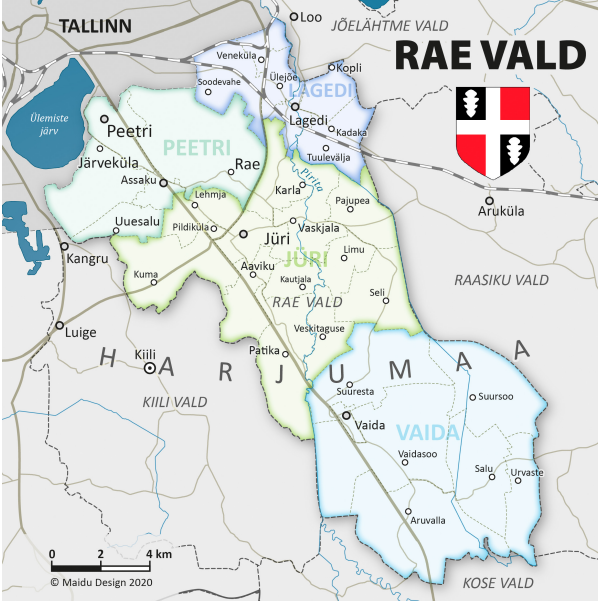 Loo
TALLINN
JÕELÄHTME VALD
RAE VALD
Veneküla
Kopli
Soodevahe
Ülejõe
LAGEDI
Lagedi
Ülemiste
järv
Peetri
Kadaka
PEETRI
Tuulevälja
Järveküla
Rae
Assaku
Pirita
Karla
Lehmja
Pajupea
Aruküla
Uuesalu
Pildiküla
Vaskjala
Jüri
Kangru
JÜRI
Limu
Aaviku
Kuma
Kautjala
RAASIKU VALD
Seli
RAE VALD
Luige
Veskitaguse
Patika
Kiili
HARJUMAA
Suuresta
Suursoo
KIILI VALD
Vaida
VAIDA
Vaidasoo
Salu
Urvaste
Aruvalla
0 2 4 km
© Maidu Design 2020
KOSE VALD